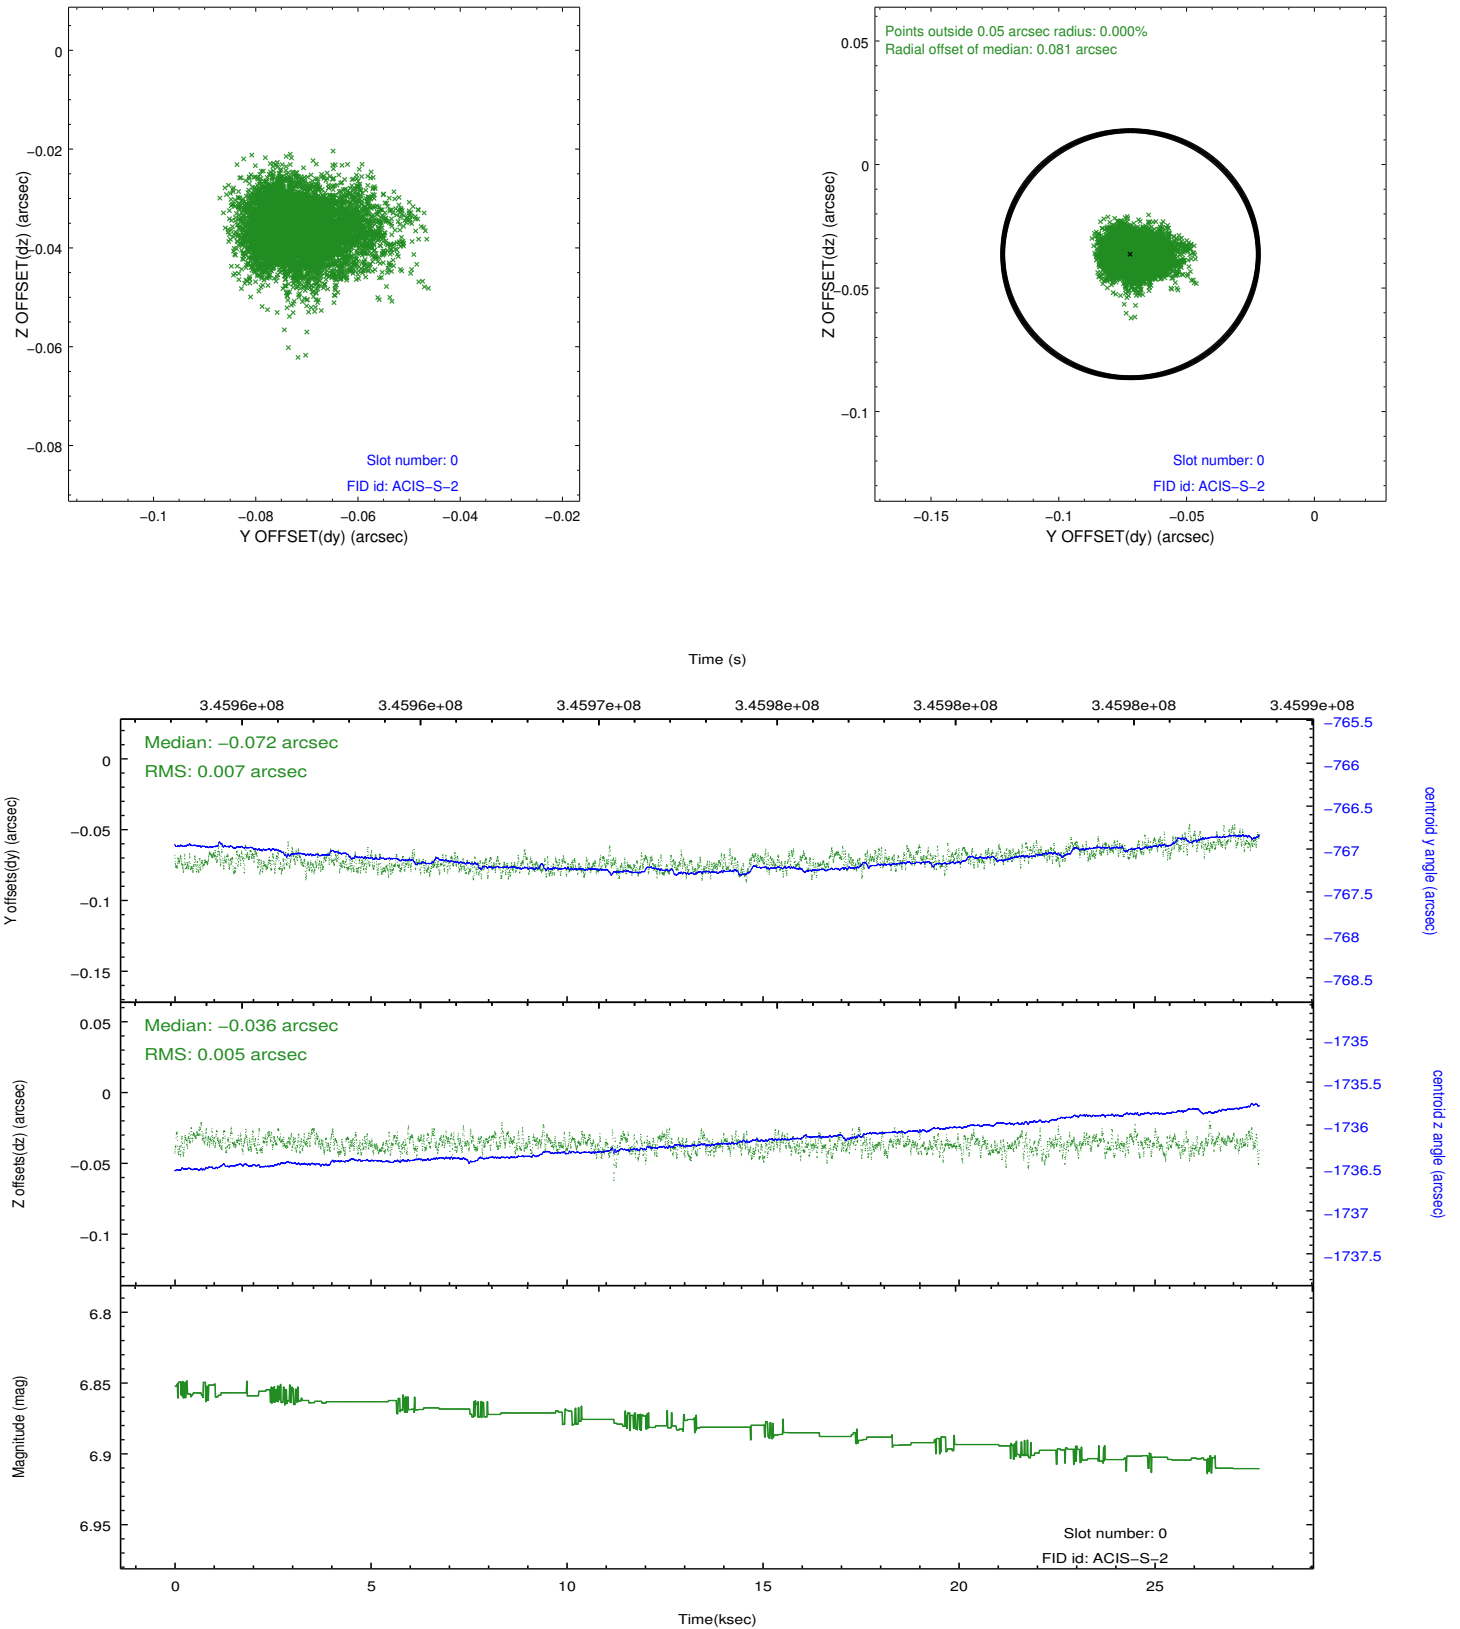 0
−0.02
−0.04
−0.06
−0.08
Z OFFSET(dz) (arcsec)
Slot number: 0
FID id: ACIS−S−2
−0.1
−0.08
−0.06
−0.04
−0.02
Y OFFSET(dy) (arcsec)
Points outside 0.05 arcsec radius: 0.000%
Radial offset of median: 0.081 arcsec
0.05
0
−0.05
−0.1
Z OFFSET(dz) (arcsec)
Slot number: 0
FID id: ACIS−S−2
−0.15
−0.1
−0.05
0
Y OFFSET(dy) (arcsec)
Time (s)
3.4596e+08
3.4596e+08
3.4597e+08
3.4598e+08
3.4598e+08
3.4598e+08
3.4599e+08
Median: −0.072 arcsec
RMS: 0.007 arcsec
0
−0.05
−0.1
−0.15
Y offsets(dy) (arcsec)
−765.5
−766
−766.5
−767
−767.5
−768
−768.5
centroid y angle (arcsec)
Median: −0.036 arcsec
RMS: 0.005 arcsec
0.05
0
−0.05
−0.1
Z offsets(dz) (arcsec)
−1735
−1735.5
−1736
−1736.5
−1737
−1737.5
centroid z angle (arcsec)
6.8
6.85
6.9
6.95
Magnitude (mag)
Slot number: 0
FID id: ACIS−S−2
0
5
10
15
20
25
Time(ksec)